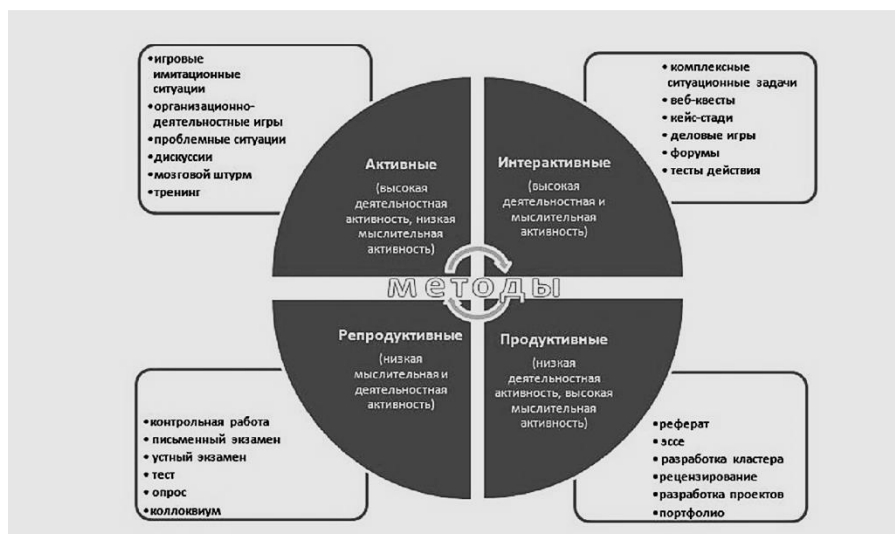 •игровые
имитационные
ситуации
•организационно-
деятельностные игры
•проблемные ситуации
•дискуссии
•мозговой штурм
•тренинг
•комплексные
ситуационные задачи
•веб-квесты
•кейс-стади
•деловые игры
•форумы
•тесты действия
Активные
(высокая
деятельностная
активность, низкая
мыслительная
активность)
Интерактивные
(высокая
деятельностная и
мыслительная
активность)
методы
Репродуктивные
(низкая
мыслительная и
деятельностная
активность)
Продуктивные
(низкая
деятельностная
активность, высокая
мыслительная
активность)
•контрольная работа
•письменный экзамен
•устный экзамен
•тест
•опрос
•коллоквиум
•реферат
•эссе
•разработка кластера
•рецензирование
•разработка проектов
•портфолио